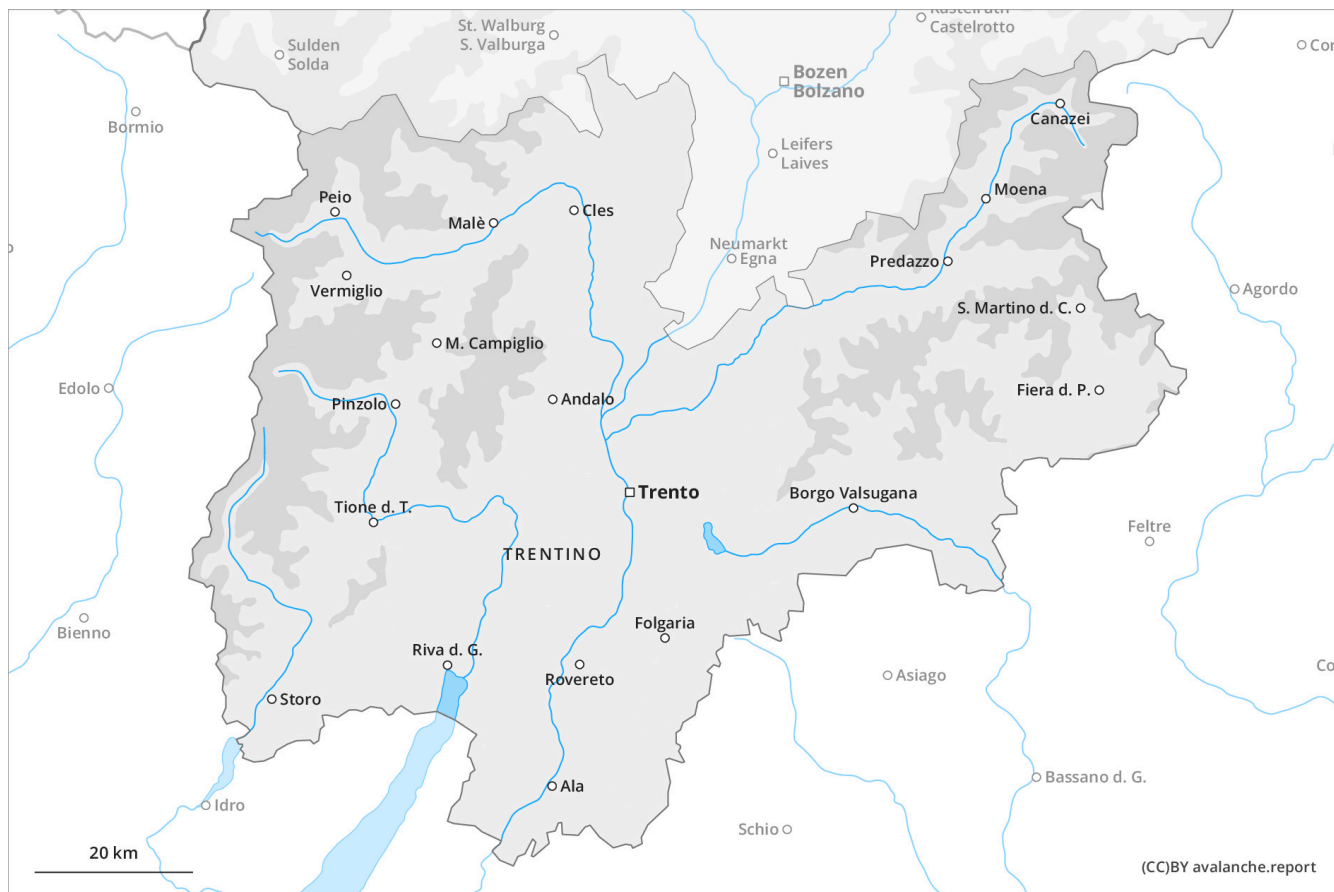 Kastelruth
Castelrotto
St. Walburg
S. Valburga
Sulden
Solda
Bozen
Bolzano
Bormio
Canazei
Leifers
Laives
Peio
Malè
Cles
Moena
Neumarkt
Egna
Predazzo
Vermiglio
Agordo
S. Martino d. C.
M. Campiglio
Edolo
Fiera d. P.
Pinzolo
Andalo
Trento
Borgo Valsugana
Tione d. T.
Feltre
TRENTINO
Bienno
Folgaria
Riva d. G.
Rovereto
Asiago
Storo
Bassano d. G.
Ala
Idro
Schio
20 km
(CC)BY avalanche.report